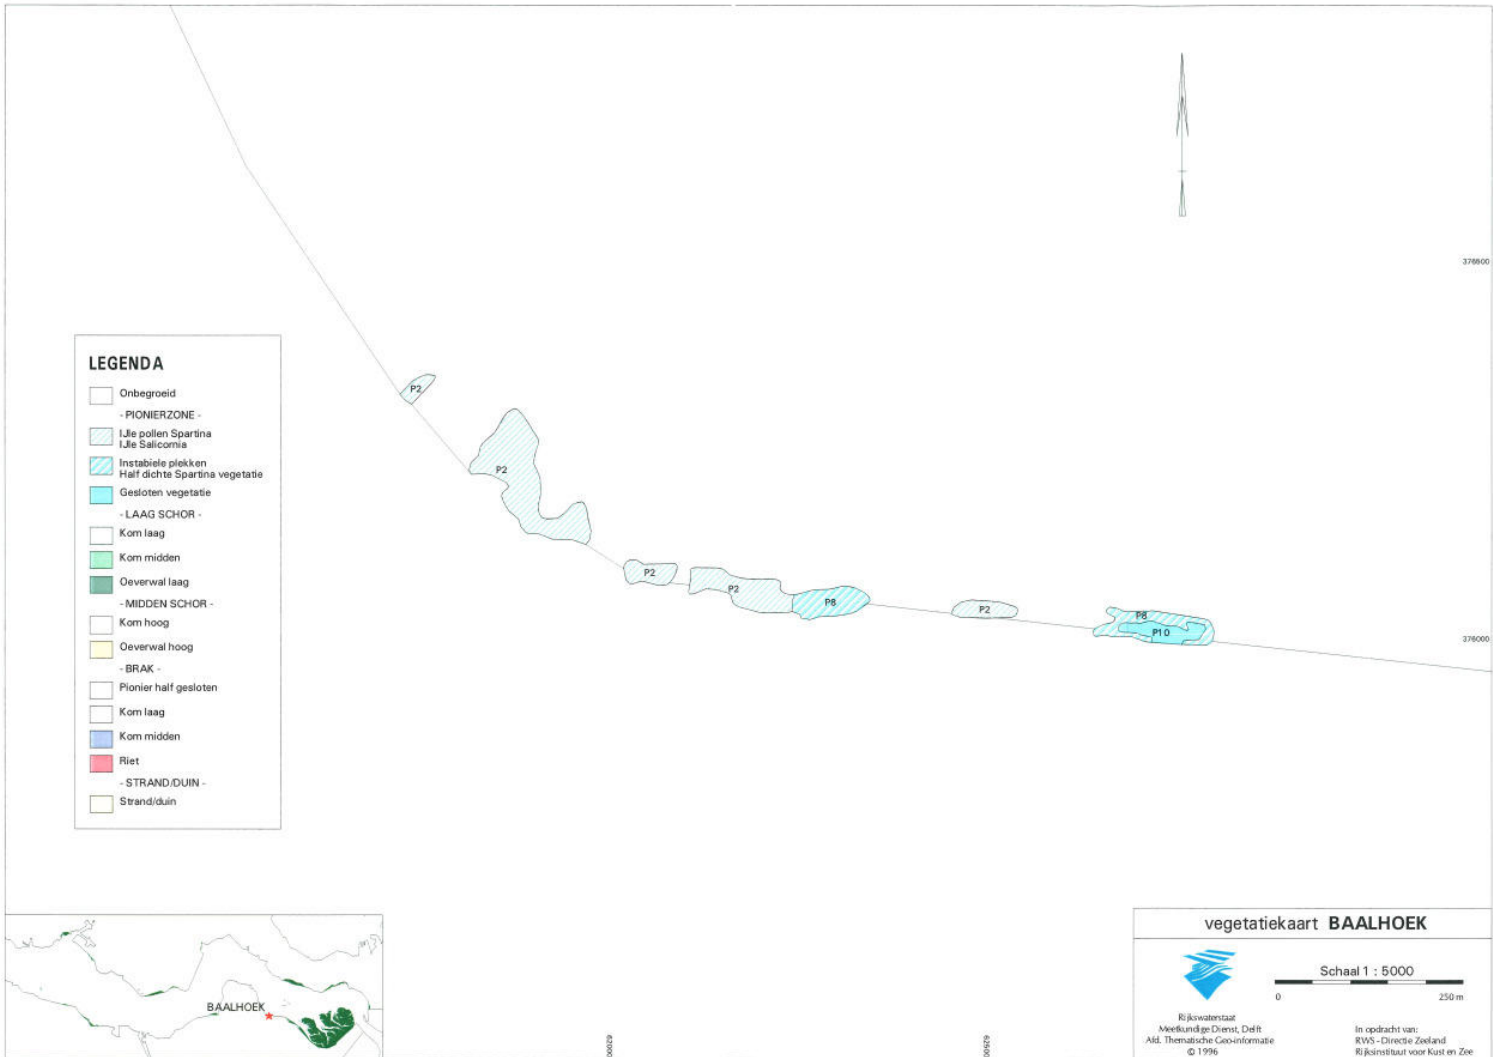 376500
LEGENDA
Onbegroeid
- PIONIERZONE -
IJle pollen Spartina
IJle Salicornia
Instabiele plekken
Half dichte Spartina vegetatie
Gesloten vegetatie
- LAAG SCHOR -
Kom laag
Kom midden
Oeverwal laag
- MIDDEN SCHOR -
Kom hoog
Oeverwal hoog
- BRAK -
Pionier half gesloten
Kom laag
Kom midden
Riet
- STRAND/DUIN -
Strand/duin
P2
P2
P2
P2
P8
P2
P8
P10
376000
BAALHOEK
62000
62500
vegetatiekaart BAALHOEK
Schaal 1 : 5000
0 250 m
Rijkswaterstaat
Meetkundige Dienst, Delft
Afd. Thematische Geo-informatie
© 1996
In opdracht van:
RWS - Directie Zeeland
Rijksinstituut voor Kust en Zee